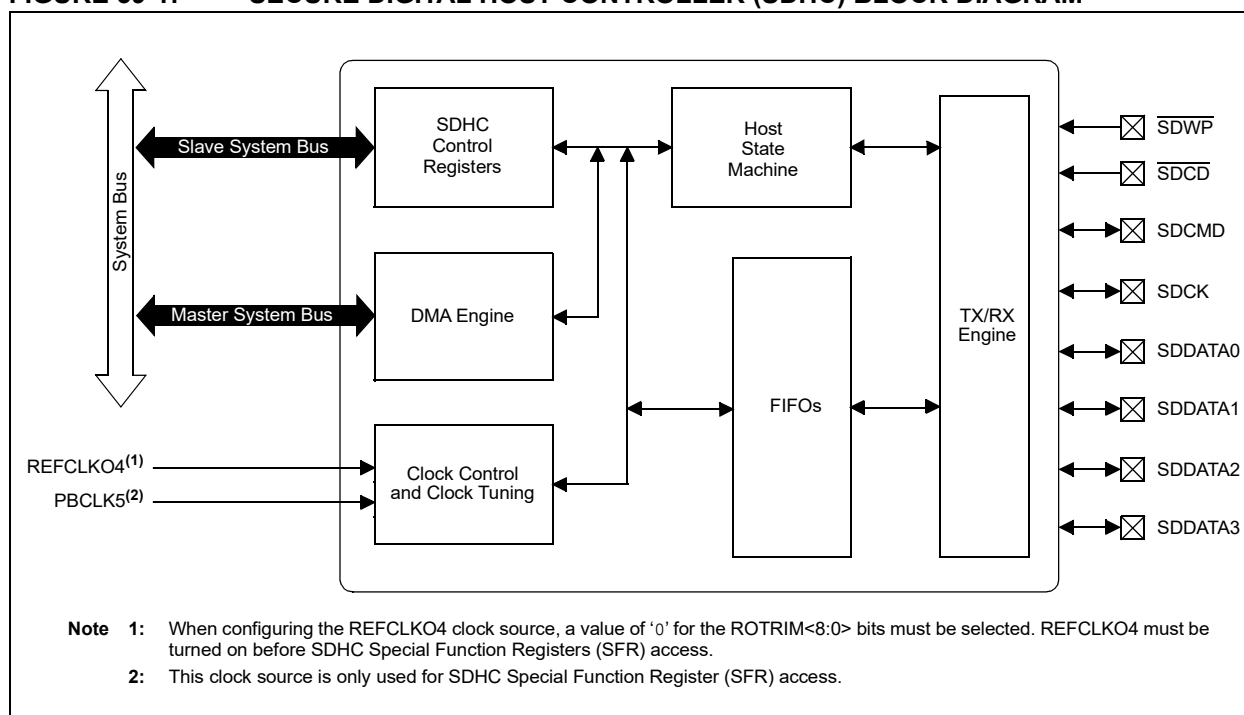 SECURE DIGITAL HOST CONTROLLER (SDHC) BLOCK DIAGRAM
System Bus
Slave System Bus
Master System Bus
SDHC
Control
Registers
Host
State
Machine
DMA Engine
Clock Control
and Clock Tuning
FIFOs
TX/RX
Engine
REFCLKO4(1)
PBCLK5(2)
SDWP
SDCD
SDCMD
SDCK
SDDATA0
SDDATA1
SDDATA2
SDDATA3
Note 1: When configuring the REFCLKO4 clock source, a value of ‘0’ for the ROTRIM<8:0> bits must be selected. REFCLKO4 must be
turned on before SDHC Special Function Registers (SFR) access.
2: This clock source is only used for SDHC Special Function Register (SFR) access.